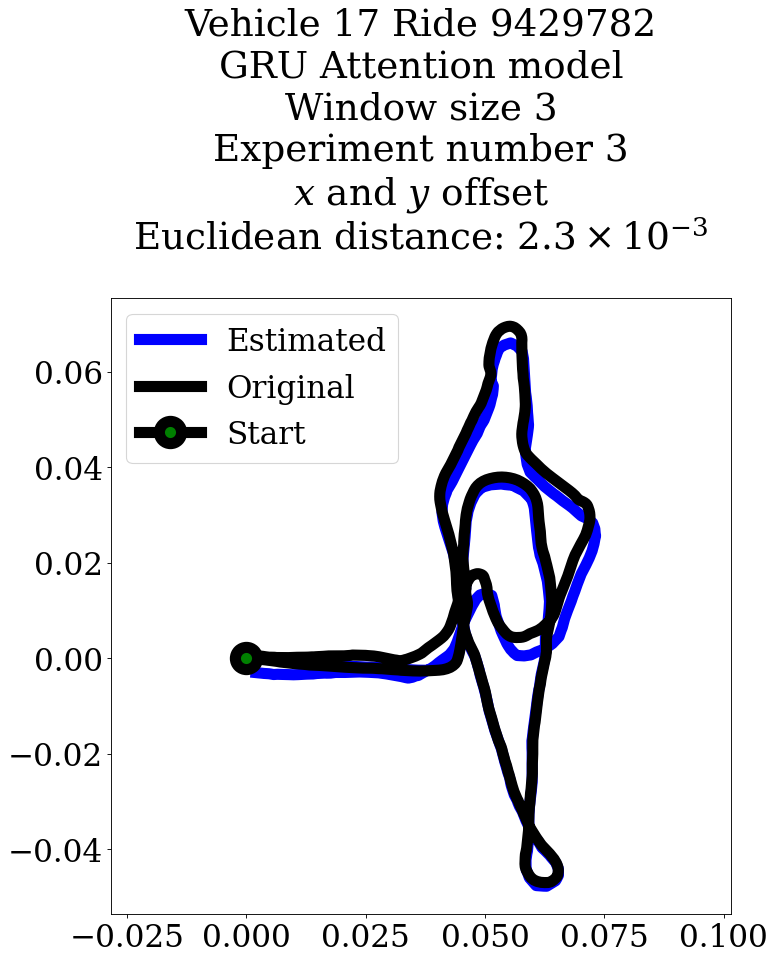 Vehicle 17 Ride 9429782
GRU Attention model
Window size 3
Experiment number 3
x and y offset
Euclidean distance: 2.3 × 10⁻³
Estimated
Original
Start
0.06
0.04
0.02
0.00
−0.02
−0.04
−0.025 0.000 0.025 0.050 0.075 0.100